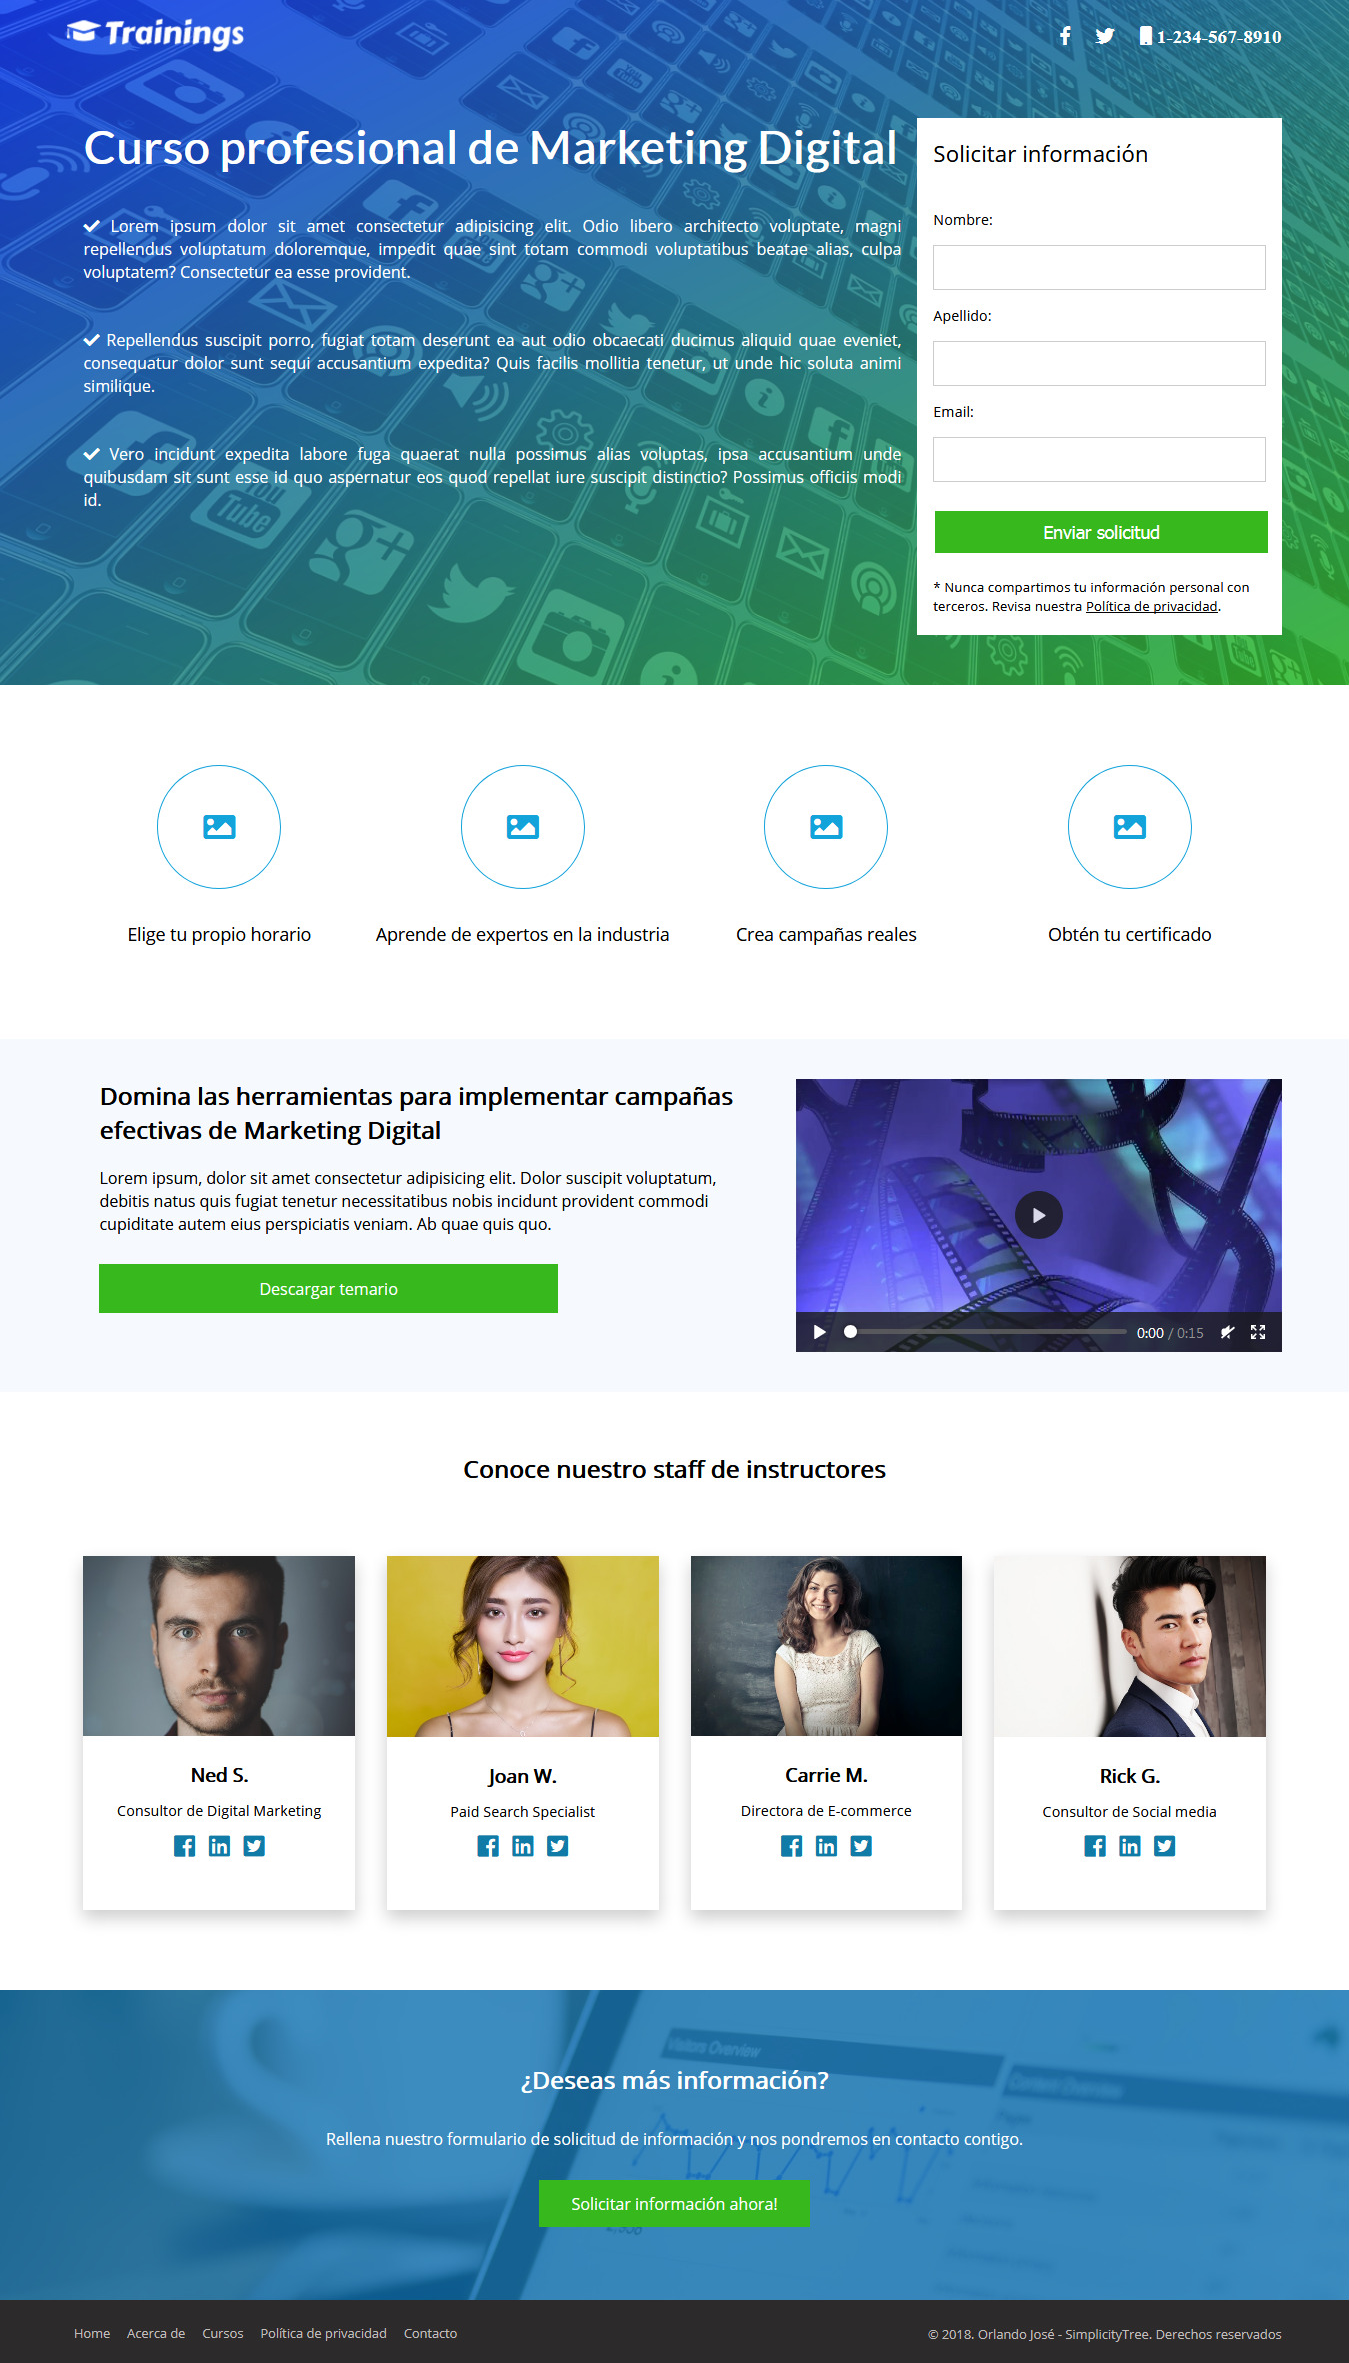 Trainings
1-234-567-8910
Curso profesional de Marketing Digital
Lorem ipsum dolor sit amet consectetur adipisicing elit. Odio libero architecto voluptate, magni
repellendus voluptatum doloremque, impedit quae sint totam commodi voluptatibus beatae alias, culpa
voluptatem? Consectetur ea esse provident.
Repellendus suscipit porro, fugiat totam deserunt ea aut odio obcaecati ducimus aliquid quae eveniet,
consequatur dolor sunt sequi accusantium expedita? Quis facilis mollitia tenetur, ut unde hic soluta animi
similique.
Vero incidunt expedita labore fuga quaerat nulla possimus alias voluptas, ipsa accusantium unde
quibusdam sit sunt esse id quo aspernatur eos quod repellat iure suscipit distinctio? Possimus officiis modi
id.
You
Tube
Solicitar información
Nombre:
Apellido:
Email:
Enviar solicitud
* Nunca compartimos tu información personal con
terceros. Revisa nuestra Política de privacidad.
Elige tu propio horario
Aprende de expertos en la industria
Crea campañas reales
Obtén tu certificado
Domina las herramientas para implementar campañas
efectivas de Marketing Digital
Lorem ipsum, dolor sit amet consectetur adipisicing elit. Dolor suscipit voluptatum,
debitis natus quis fugiat tenetur necessitatibus nobis incidunt provident commodi
cupiditate autem eius perspiciatis veniam. Ab quae quis quo.
Descargar temario
0:00 / 0:15
Conoce nuestro staff de instructores
Ned S.
Consultor de Digital Marketing
Joan W.
Paid Search Specialist
Carrie M.
Directora de E-commerce
Rick G.
Consultor de Social media
Visitors Overview
Content Overview
¿Deseas más información?
Rellena nuestro formulario de solicitud de información y nos pondremos en contacto contigo.
Solicitar información ahora!
Home Acerca de Cursos Política de privacidad Contacto
© 2018. Orlando José - SimplicityTree. Derechos reservados